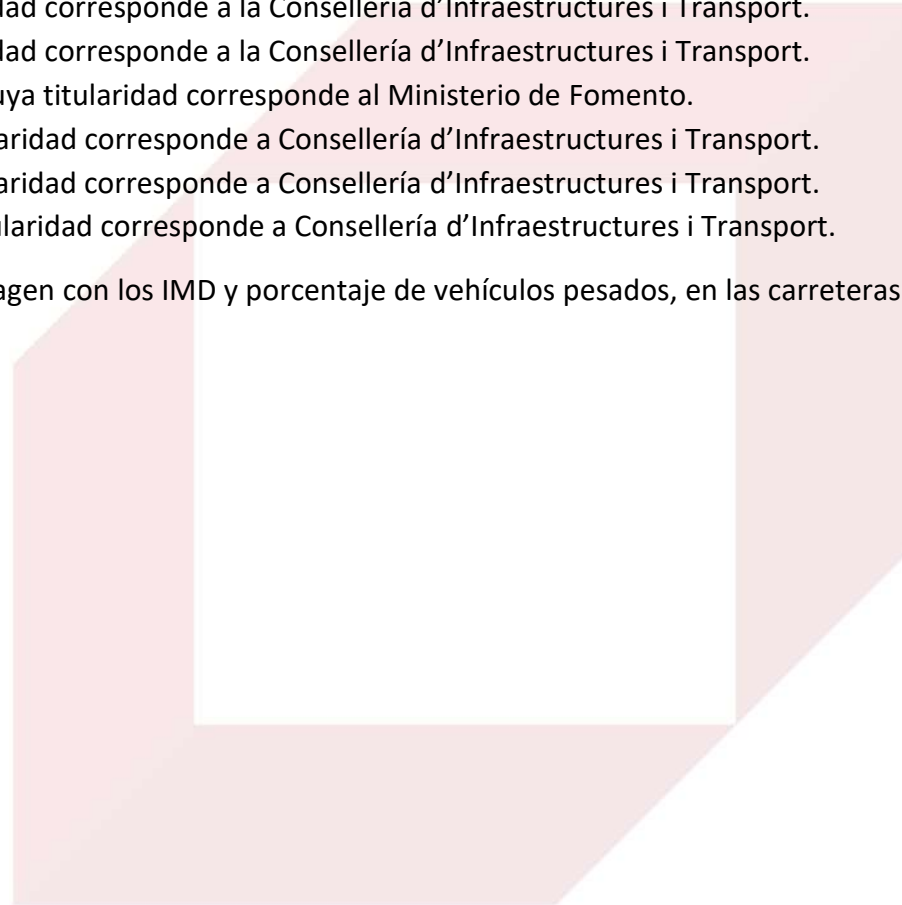 dad corresponde a la Consellería d’Infraestructures i Transport.
dad corresponde a la Consellería d’Infraestructures i Transport.
uya titularidad corresponde al Ministerio de Fomento.
aridad corresponde a Consellería d’Infraestructures i Transport.
aridad corresponde a Consellería d’Infraestructures i Transport.
ularidad corresponde a Consellería d’Infraestructures i Transport.
agen con los IMD y porcentaje de vehículos pesados, en las carreteras